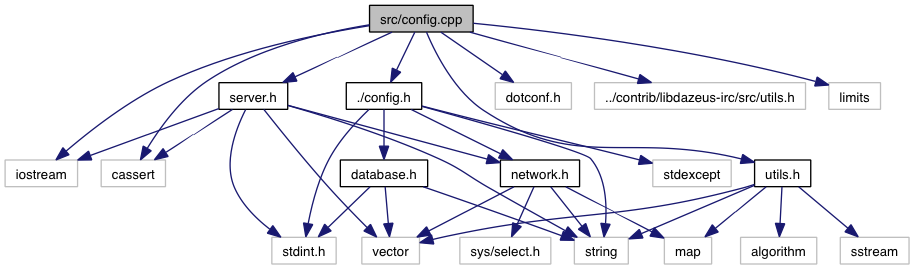 src/config.cpp
server.h
./config.h
dotconf.h
../contrib/libdazeus-irc/src/utils.h
limits
iostream
cassert
database.h
network.h
stdexcept
utils.h
stdint.h
vector
sys/select.h
string
map
algorithm
sstream